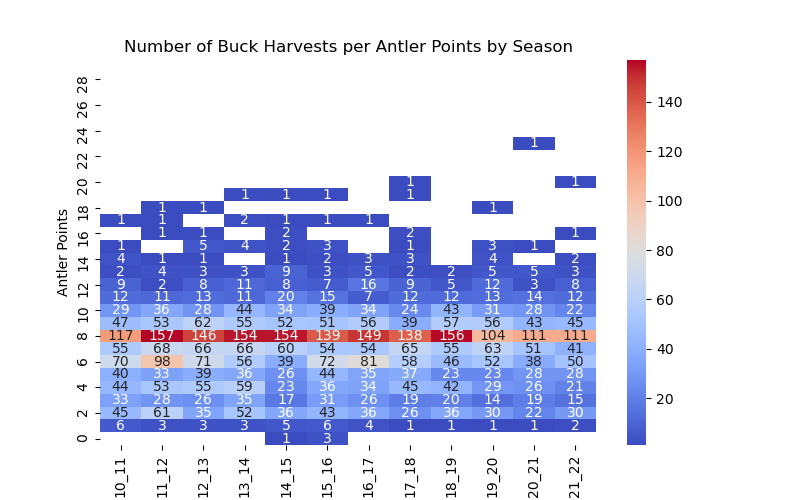 Number of Buck Harvests per Antler Points by Season
Antler Points
28
26
24
1
22
20 1 1
1 1 1 1
18 1 1 1
1 1 2 1 1 1
16 1 1 2 2 1
1 5 4 2 3 1 3 1
14 4 1 1 1 2 3 3 4 2
2 4 3 3 9 3 5 2 2 5 5 3
12 9 2 8 11 8 7 16 9 5 12 3 8
12 11 13 11 20 15 7 12 12 13 14 12
10 29 36 28 44 34 39 34 24 43 31 28 22
47 53 62 55 52 51 56 39 57 56 43 45
8 117 157 146 154 154 139 149 138 156 104 111 111
55 68 66 66 60 54 54 65 55 63 51 41
6 70 98 71 56 39 72 81 58 46 52 38 50
40 33 39 36 26 44 35 37 23 23 28 28
4 44 53 55 59 23 36 34 45 42 29 26 21
33 28 26 35 17 31 26 19 20 14 19 15
2 45 61 35 52 36 43 36 26 36 30 22 30
6 3 3 3 5 6 4 1 1 1 1 2
0 1 3
10_11 11_12 12_13 13_14 14_15 15_16 16_17 17_18 18_19 19_20 20_21 21_22
140
120
100
80
60
40
20